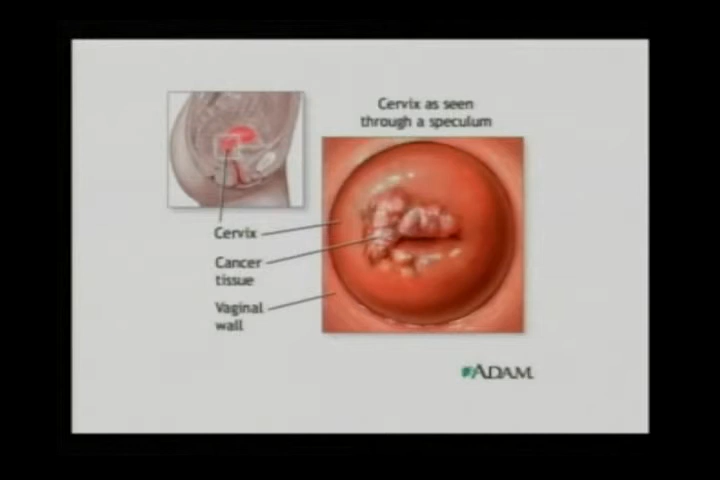 Cervix as seen
through a speculum
Cervix
Cancer
tissue
Vaginal
wall
ADAM